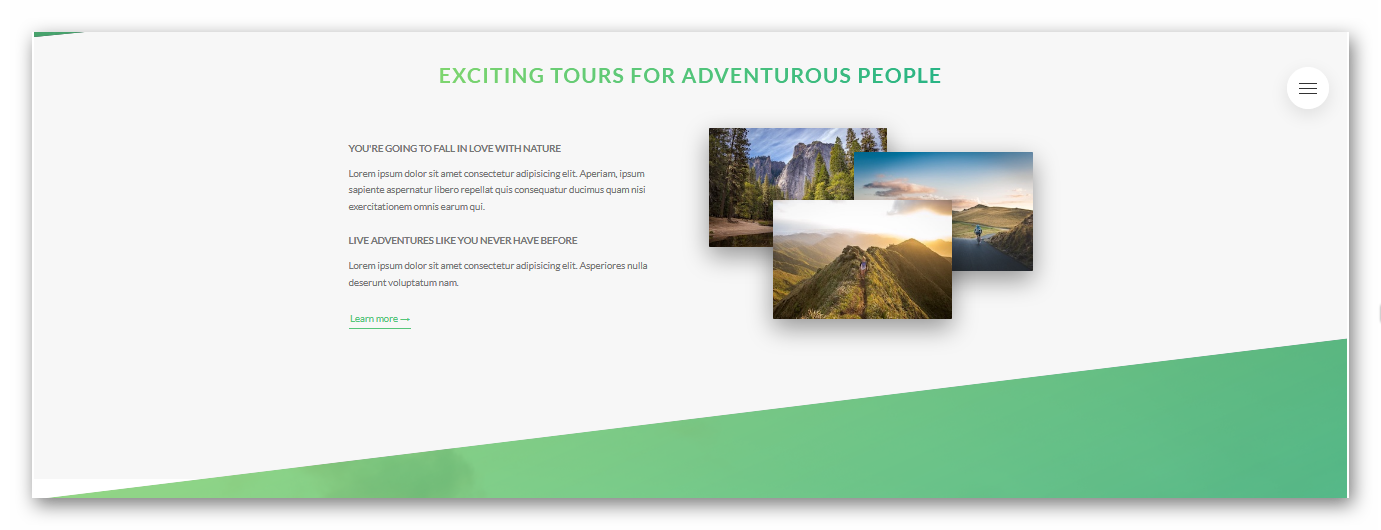 EXCITING TOURS FOR ADVENTUROUS PEOPLE
YOU'RE GOING TO FALL IN LOVE WITH NATURE
Lorem ipsum dolor sit amet consectetur adipisicing elit. Aperiam, ipsum
sapiente aspernatur libero repellat quis consequatur ducimus quam nisi
exercitationem omnis earum qui.
LIVE ADVENTURES LIKE YOU NEVER HAVE BEFORE
Lorem ipsum dolor sit amet consectetur adipisicing elit. Asperiores nulla
deserunt voluptatum nam.
Learn more →